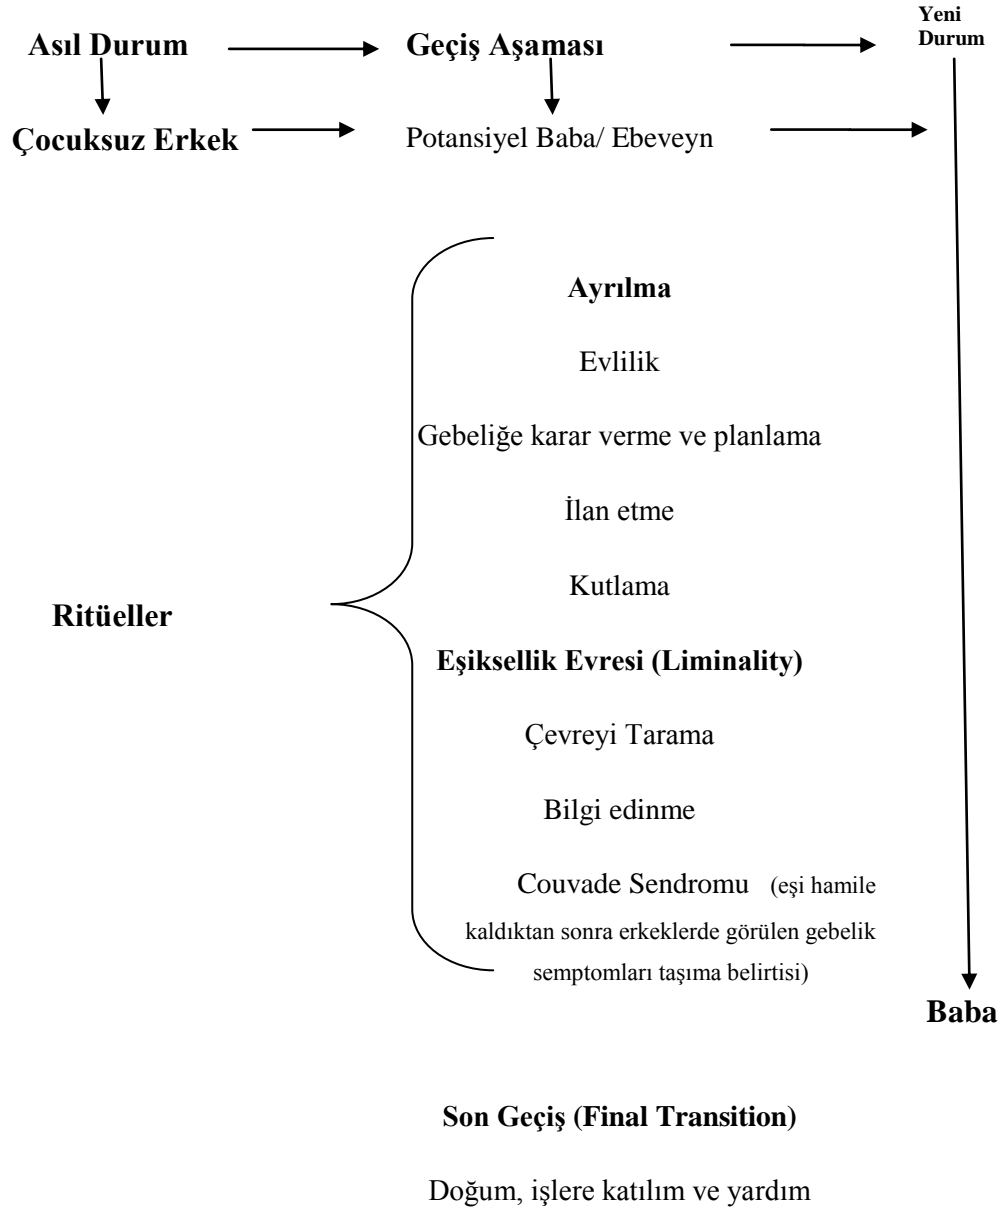 Asıl Durum
Geçiş Aşaması
Yeni
Durum
Çocuksuz Erkek
Potansiyel Baba/ Ebeveyn
Ayrılma
Evlilik
Gebeliğe karar verme ve planlama
İlan etme
Kutlama
Ritüeller
Eşiksellik Evresi (Liminality)
Çevreyi Tarama
Bilgi edinme
Couvade Sendromu (eşi hamile
kaldıktan sonra erkeklerde görülen gebelik
semptomları taşıma belirtisi)
Baba
Son Geçiş (Final Transition)
Doğum, işlere katılım ve yardım